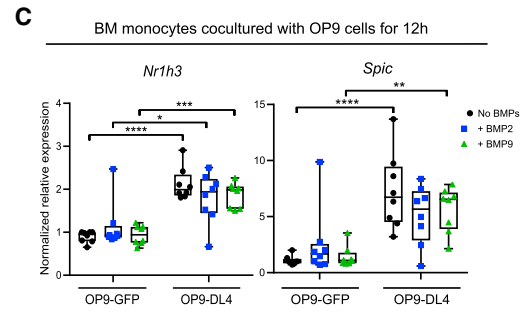 C
BM monocytes cocultured with OP9 cells for 12h
Nr1h3
Spic
Normalized relative expression
4
3
2
1
0
****
*
***
OP9-GFP
OP9-DL4
15
10
5
0
****
**
OP9-GFP
OP9-DL4
No BMPs
+ BMP2
+ BMP9